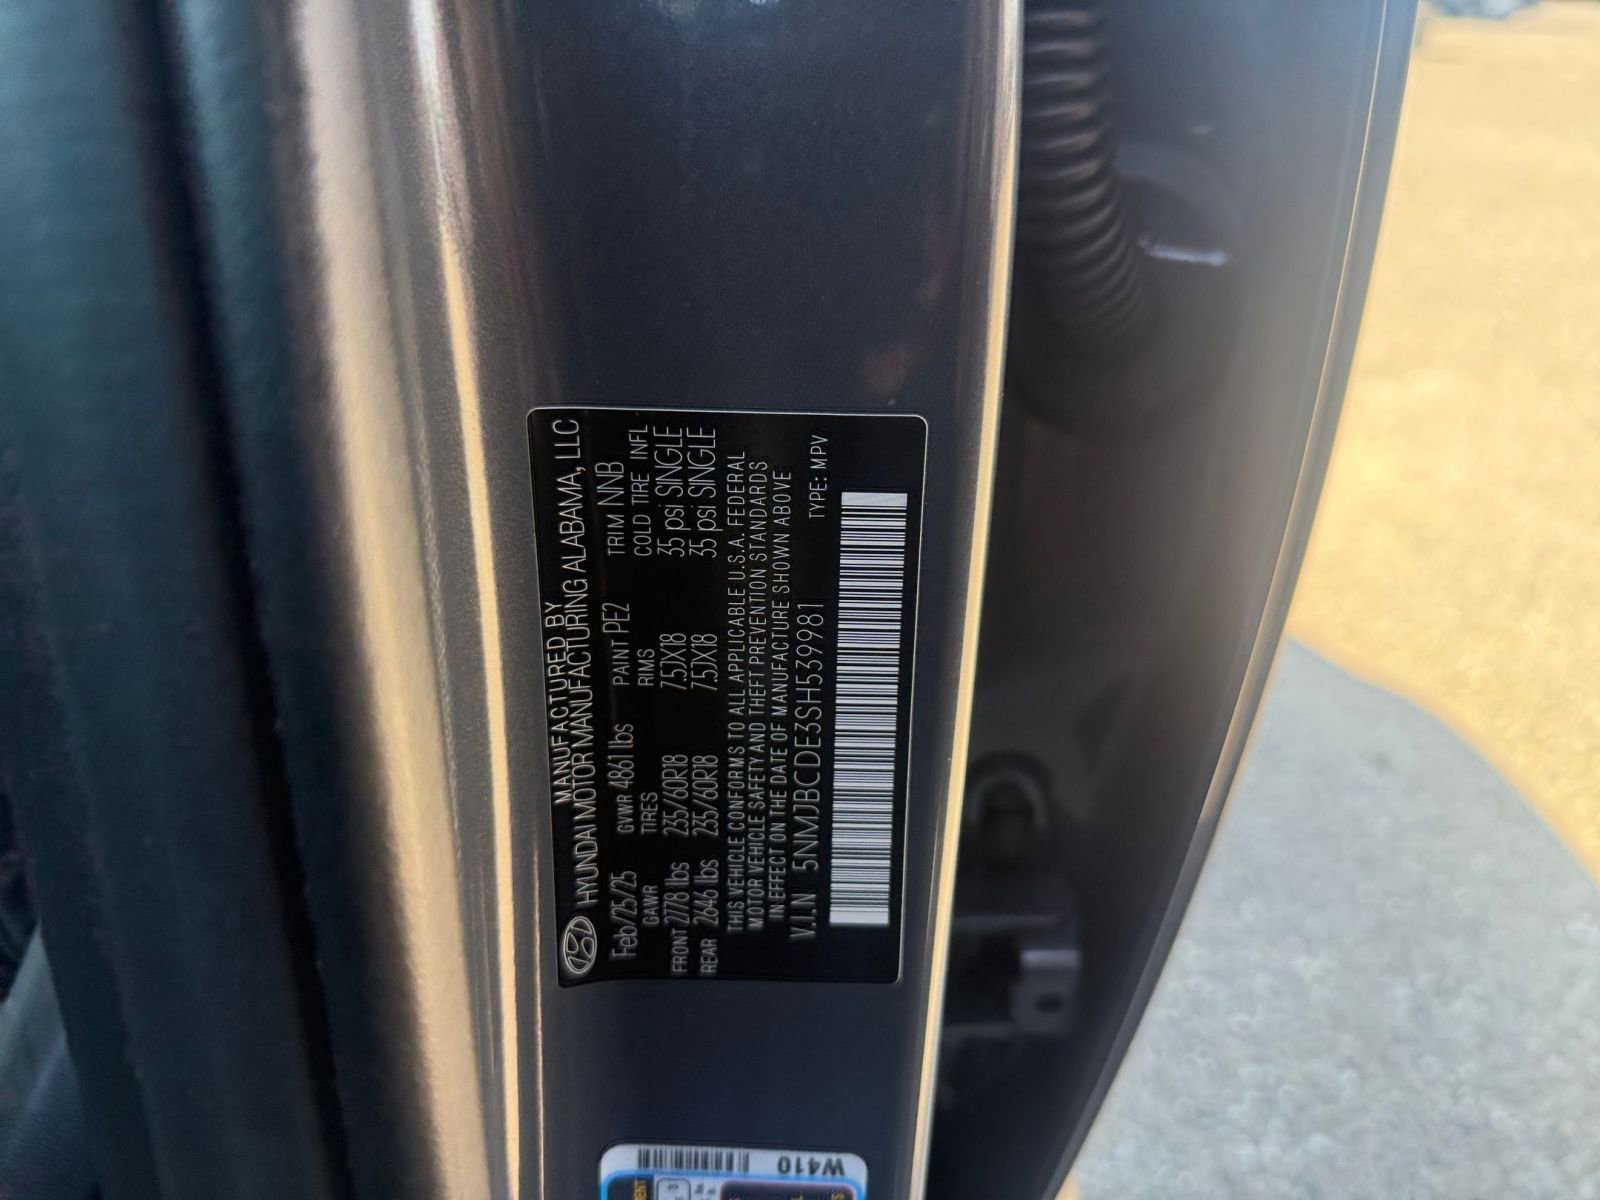 MANUFACTURED BY
HYUNDAI MOTOR MANUFACTURING ALABAMA, LLC
Feb/25/25 GVWR 4861 lbs PAINT PE2 TRIM NNB
GAWR TIRES RIMS COLD TIRE INFL
FRONT 2778 lbs 235/60R18 7.5JX18 35 psi SINGLE
REAR 2646 lbs 235/60R18 7.5JX18 35 psi SINGLE
THIS VEHICLE CONFORMS TO ALL APPLICABLE U.S.A. FEDERAL
MOTOR VEHICLE SAFETY AND THEFT PREVENTION STANDARDS
IN EFFECT ON THE DATE OF MANUFACTURE SHOWN ABOVE
V.I.N 5NMJBCDE3SH539981 TYPE: MPV
W410